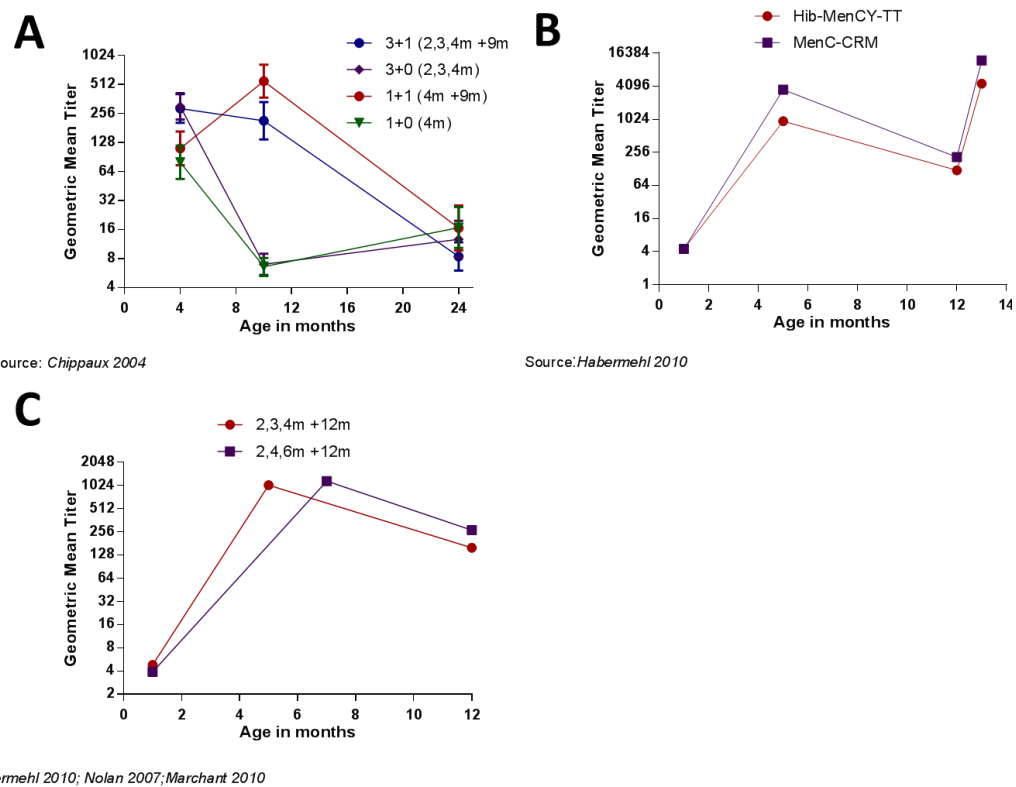 A
3+1 (2,3,4m +9m
3+0 (2,3,4m)
1+1 (4m +9m)
1+0 (4m)
1024
512
256
128
64
32
16
8
4
Geometric Mean Titer
0 4 8 12 16 20 24
Age in months
ource: Chippaux 2004
B
Hib-MenCY-TT
MenC-CRM
16384
4096
1024
256
64
16
4
1
Geometric Mean Titer
0 2 4 6 8 10 12 14
Age in months
Source:Habermehl 2010
C
2,3,4m +12m
2,4,6m +12m
2048
1024
512
256
128
64
32
16
8
4
2
Geometric Mean Titer
0 2 4 6 8 10 12
Age in months
ermehl 2010; Nolan 2007;Marchant 2010